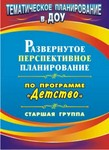 ТЕМАТИЧЕСКОЕ ПЛАНИРОВАНИЕ
В ДОУ
РАЗВЕРНУТОЕ
ПЕРСПЕКТИВНОЕ
ПЛАНИРОВАНИЕ
ПО ПРОГРАММЕ
«ДЕТСТВО»
СТАРШАЯ ГРУППА